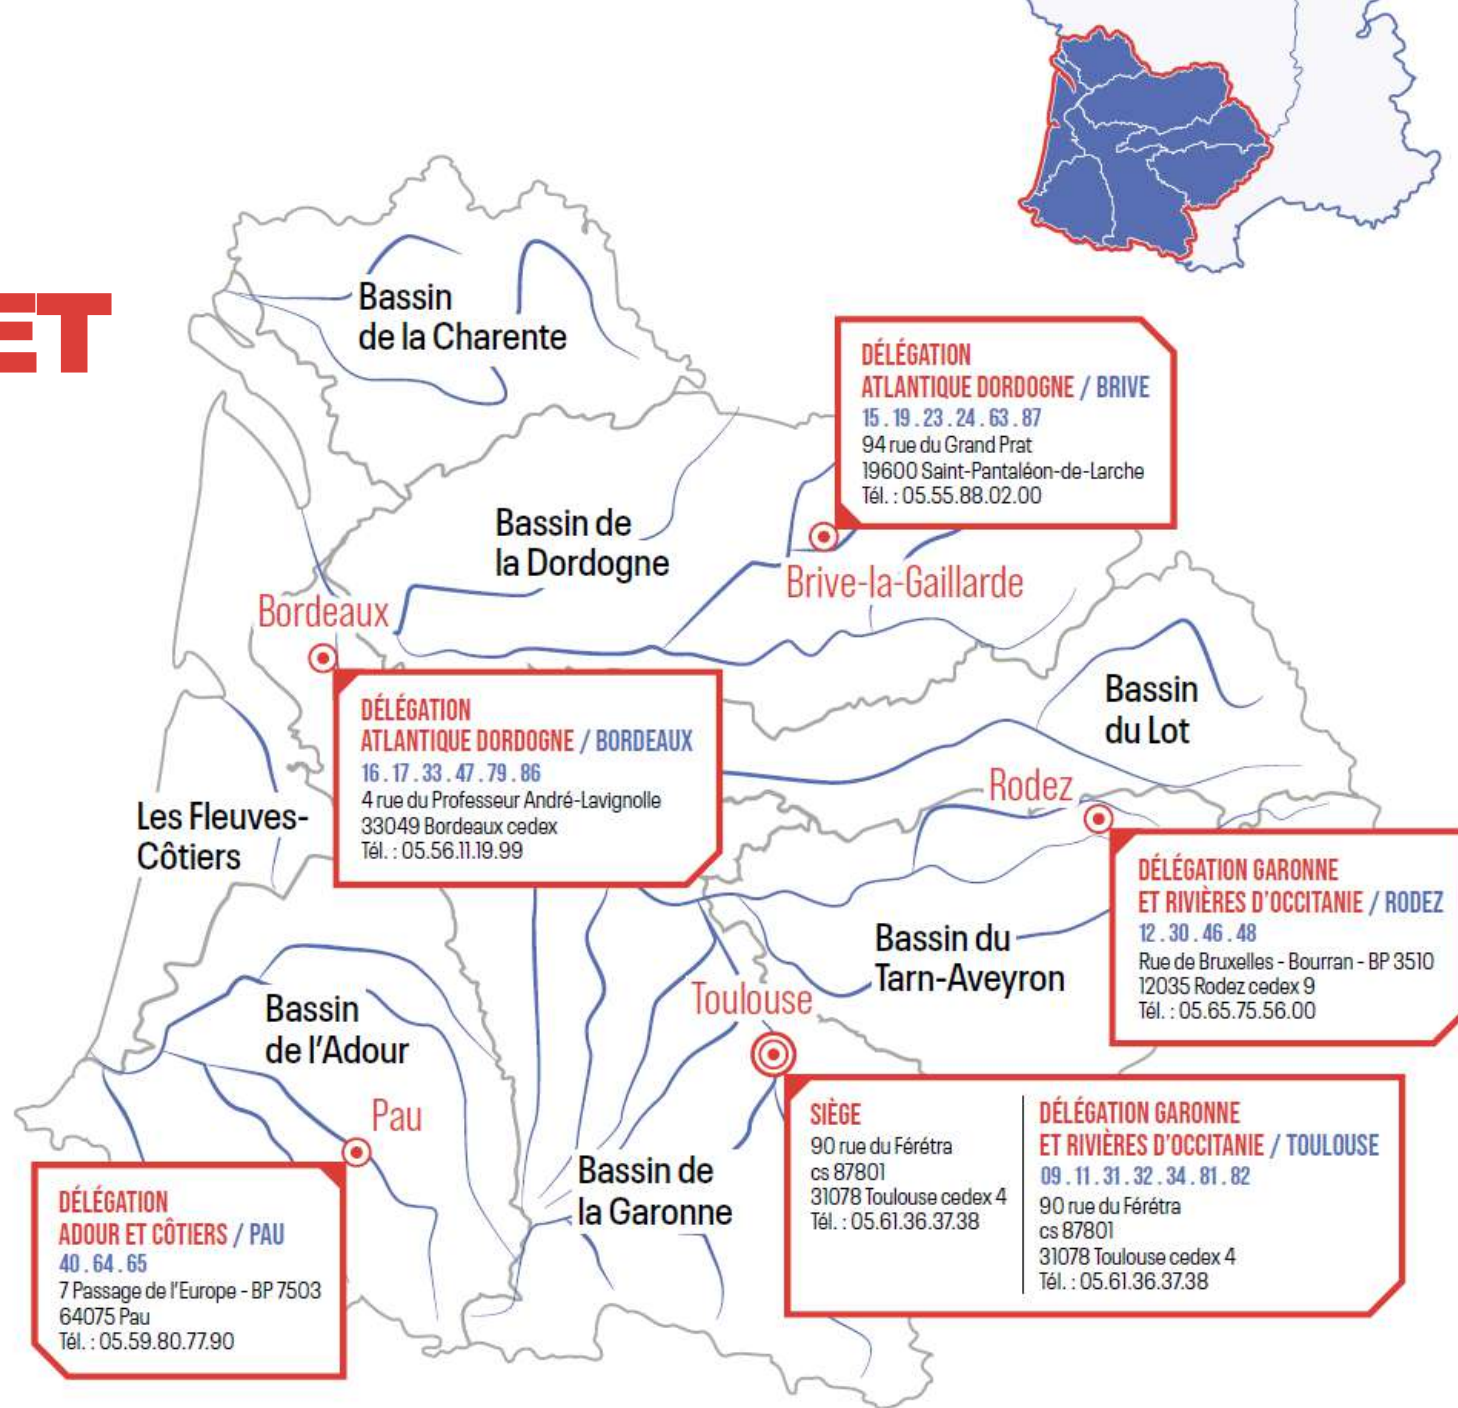 ET
Bassin
de la Charente
DÉLÉGATION
ATLANTIQUE DORDOGNE / BRIVE
15 . 19 . 23 . 24 . 63 . 87
94 rue du Grand Prat
19600 Saint-Pantaléon-de-Larche
Tél. : 05.55.88.02.00
Bassin de
la Dordogne
Brive-la-Gaillarde
Bordeaux
DÉLÉGATION
ATLANTIQUE DORDOGNE / BORDEAUX
16 . 17 . 33 . 47 . 79 . 86
4 rue du Professeur André-Lavignolle
33049 Bordeaux cedex
Tél. : 05.56.11.19.99
Bassin
du Lot
Rodez
Les Fleuves-
Côtiers
DÉLÉGATION GARONNE
ET RIVIÈRES D'OCCITANIE / RODEZ
12 . 30 . 46 . 48
Rue de Bruxelles - Bourran - BP 3510
12035 Rodez cedex 9
Tél. : 05.65.75.56.00
Bassin du
Tarn-Aveyron
Toulouse
Bassin
de l'Adour
Pau
SIÈGE
90 rue du Férétra
cs 87801
31078 Toulouse cedex 4
Tél. : 05.61.36.37.38
DÉLÉGATION GARONNE
ET RIVIÈRES D'OCCITANIE / TOULOUSE
09 . 11 . 31 . 32 . 34 . 81 . 82
90 rue du Férétra
cs 87801
31078 Toulouse cedex 4
Tél. : 05.61.36.37.38
Bassin de
la Garonne
DÉLÉGATION
ADOUR ET CÔTIERS / PAU
40 . 64 . 65
7 Passage de l'Europe - BP 7503
64075 Pau
Tél. : 05.59.80.77.90